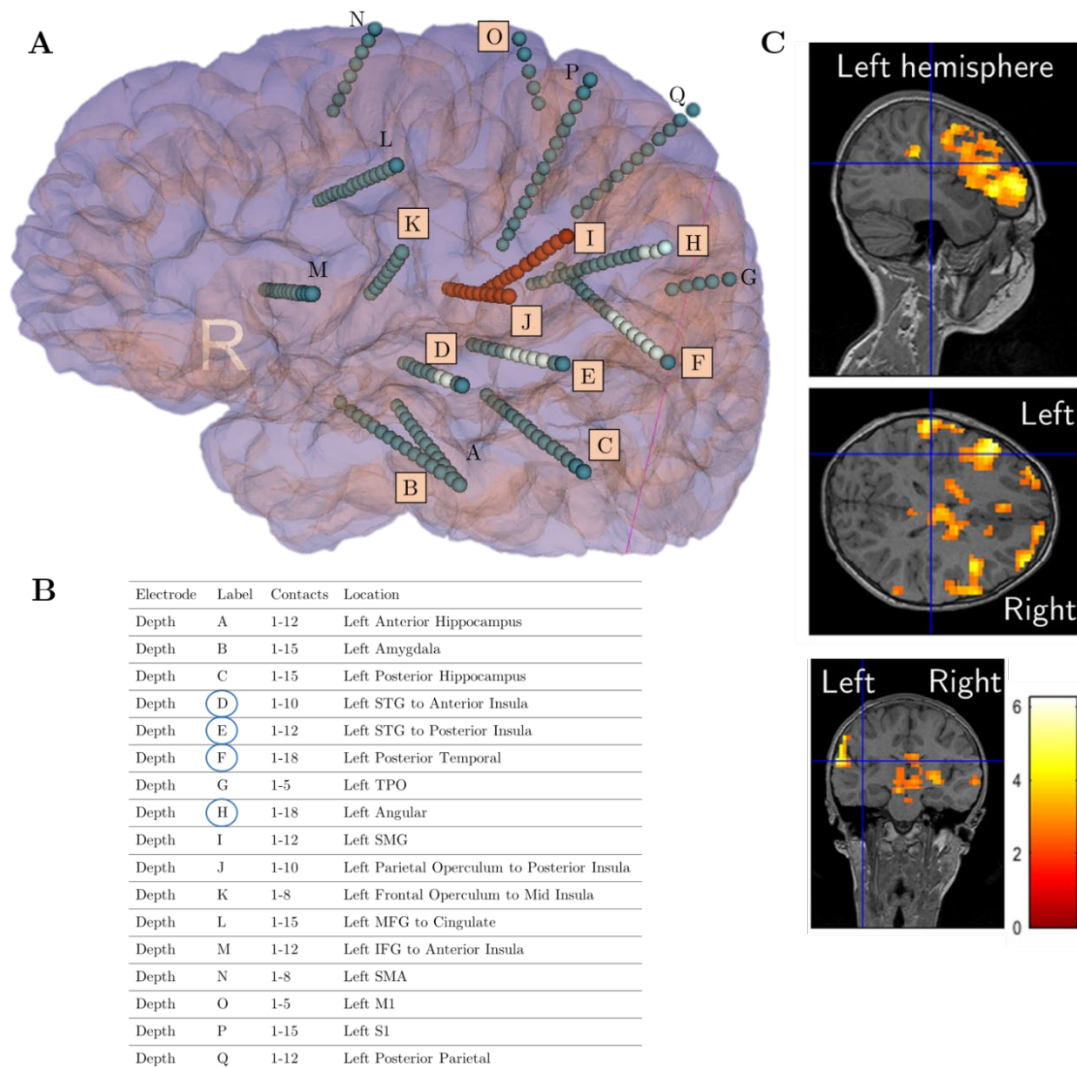 A
N
O
P
Q
L
K
I
H
M
G
J
D
F
E
C
A
B
R
B
Electrode Label Contacts Location
Depth A 1-12 Left Anterior Hippocampus
Depth B 1-15 Left Amygdala
Depth C 1-15 Left Posterior Hippocampus
Depth D 1-10 Left STG to Anterior Insula
Depth E 1-12 Left STG to Posterior Insula
Depth F 1-18 Left Posterior Temporal
Depth G 1-5 Left TPO
Depth H 1-18 Left Angular
Depth I 1-12 Left SMG
Depth J 1-10 Left Parietal Operculum to Posterior Insula
Depth K 1-8 Left Frontal Operculum to Mid Insula
Depth L 1-15 Left MFG to Cingulate
Depth M 1-12 Left IFG to Anterior Insula
Depth N 1-8 Left SMA
Depth O 1-5 Left M1
Depth P 1-15 Left S1
Depth Q 1-12 Left Posterior Parietal
C
Left hemisphere
Left
Right
Left Right
6
4
2
0